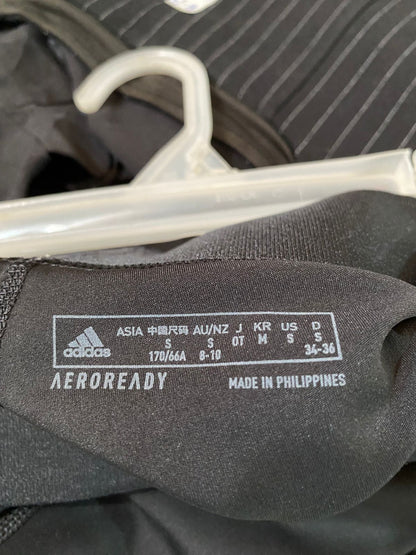 adidas
ASIA 中國尺码 AU/NZ J KR US D
S S OT M S S
170/66A 8-10 34-36
AEROREADY MADE IN PHILIPPINES